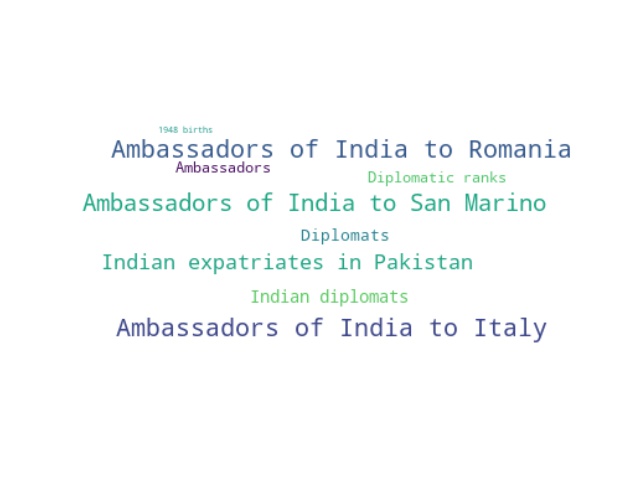 1948 births
Ambassadors of India to Romania
Ambassadors
Diplomatic ranks
Ambassadors of India to San Marino
Diplomats
Indian expatriates in Pakistan
Indian diplomats
Ambassadors of India to Italy